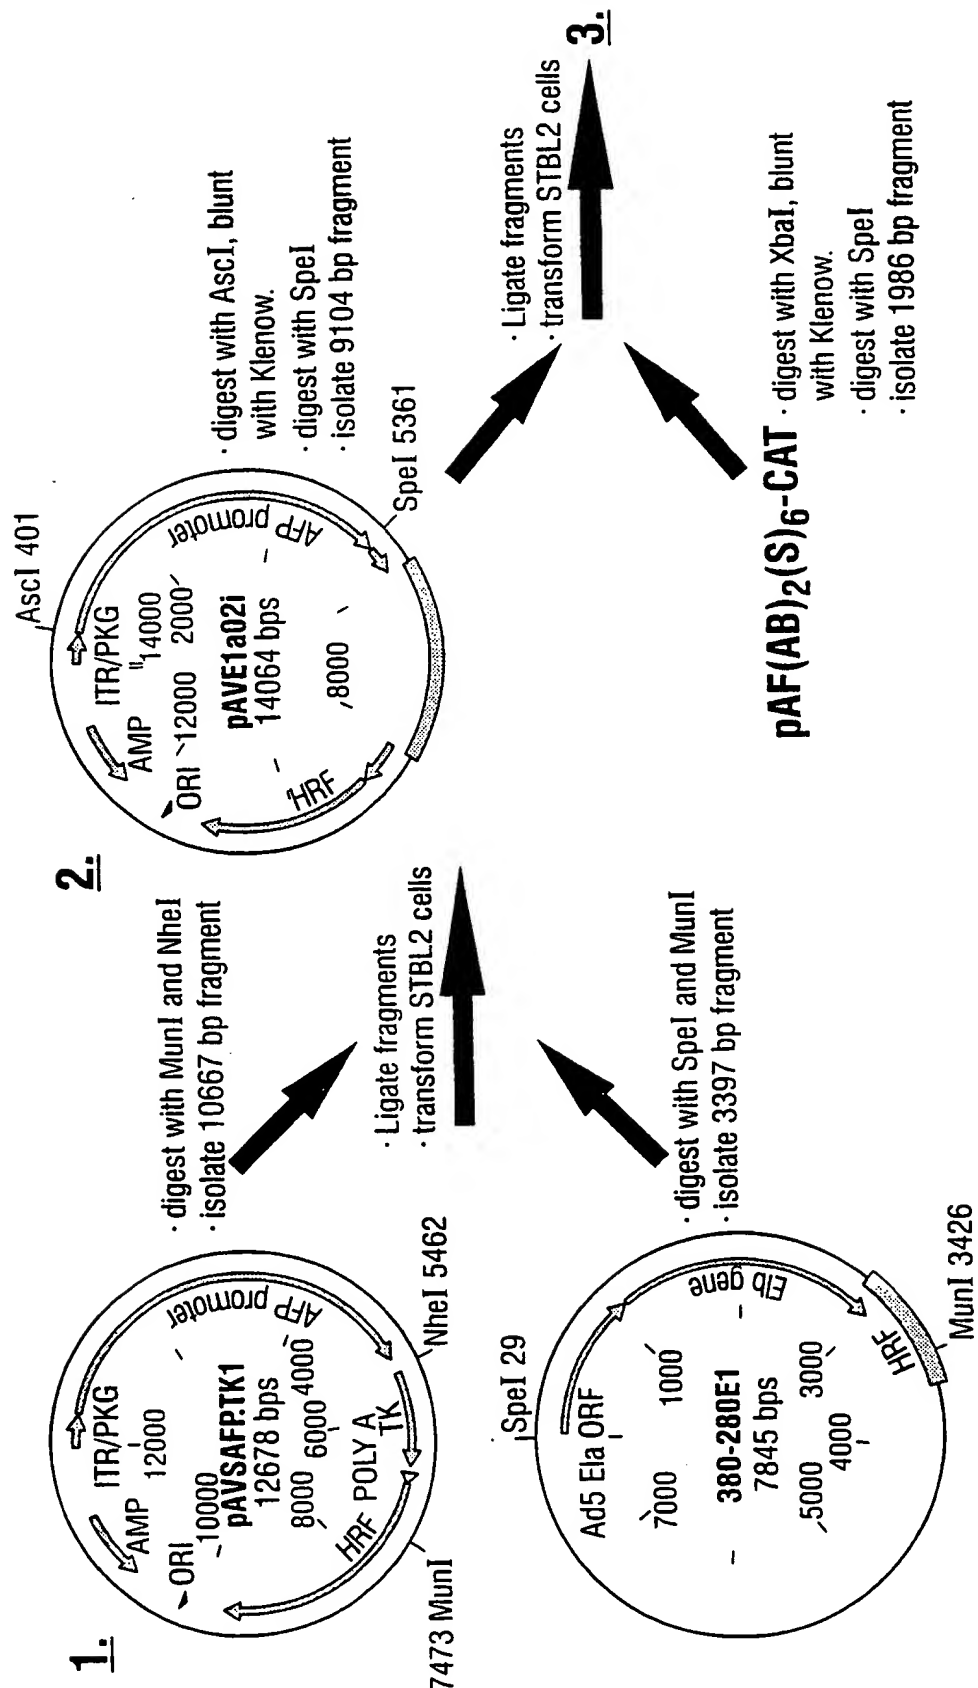 1.
ITR/PKG
AMP
12000
ORI
10000
AFP promoter
pAVSAFP.TK1
12678 bps
8000
6000
4000
HRF
POLY A
TK
NheI 5462
7473 MunI
· digest with MunI and NheI
· isolate 10667 bp fragment
SpeI 29
Ad5 Ela ORF
7000
1000
Elb gene
380-280E1
7845 bps
5000
4000
3000
HRF
MunI 3426
· digest with SpeI and MunI
· isolate 3397 bp fragment
· Ligate fragments
· transform STBL2 cells
2.
AscI 401
ITR/PKG
AMP
14000
12000
2000
ORI
AFP promoter
pAVE1a02i
14064 bps
8000
HRF
SpeI 5361
· digest with AscI, blunt
with Klenow.
· digest with SpeI
· isolate 9104 bp fragment
pAF(AB)2(S)6-CAT
· digest with XbaI, blunt
with Klenow.
· digest with SpeI
· isolate 1986 bp fragment
· Ligate fragments
· transform STBL2 cells
3.